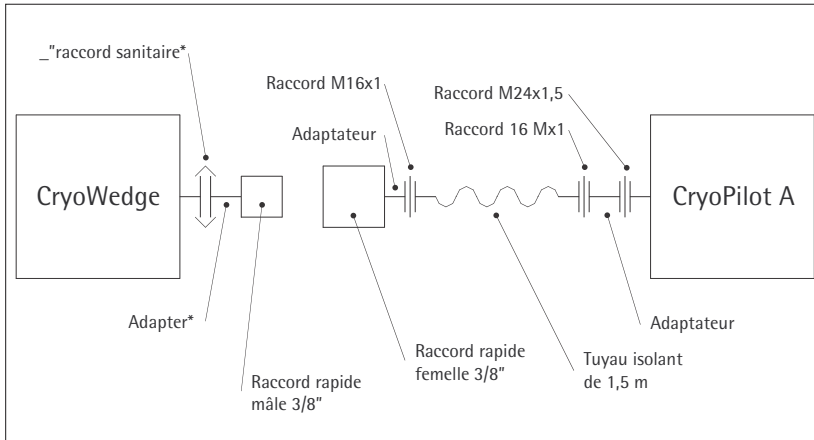 _"raccord sanitaire*
Raccord M16x1
Raccord M24x1,5
Adaptateur
Raccord 16 Mx1
CryoWedge
CryoPilot A
Adapter*
Adaptateur
Raccord rapide
mâle 3/8"
Raccord rapide
femelle 3/8"
Tuyau isolant
de 1,5 m